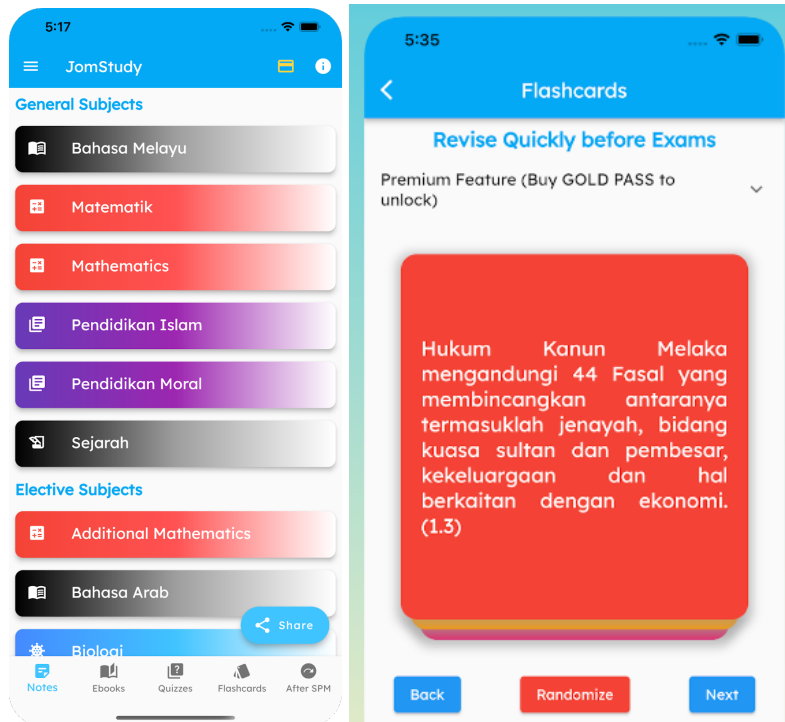 5:17
JomStudy
General Subjects
Bahasa Melayu
Matematik
Mathematics
Pendidikan Islam
Pendidikan Moral
Sejarah
Elective Subjects
Additional Mathematics
Bahasa Arab
Share
Biologi
Notes
Ebooks
Quizzes
Flashcards
After SPM
5:35
Flashcards
Revise Quickly before Exams
Premium Feature (Buy GOLD PASS to
unlock)
Hukum Kanun Melaka
mengandungi 44 Fasal yang
membincangkan antaranya
termasuklah jenayah, bidang
kuasa sultan dan pembesar,
kekeluargaan dan hal
berkaitan dengan ekonomi.
(1.3)
Back
Randomize
Next